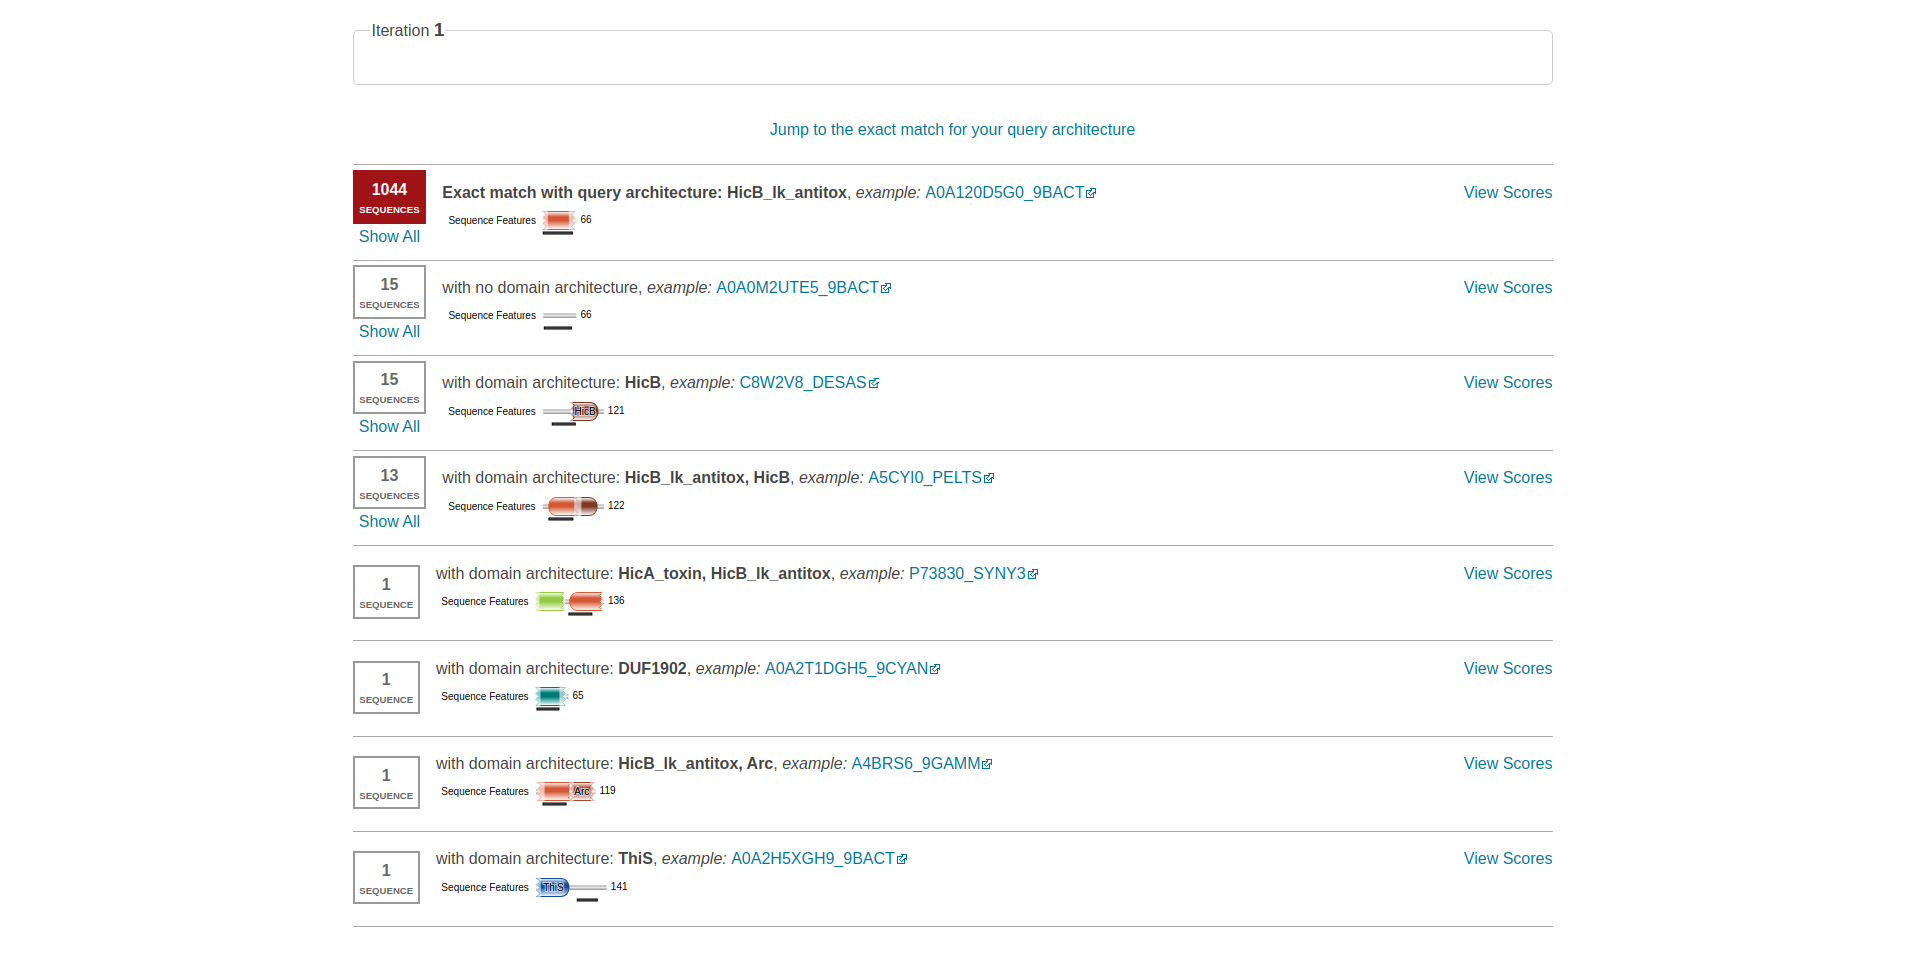 Iteration 1
Jump to the exact match for your query architecture
1044
SEQUENCES
Show All
Exact match with query architecture: HicB_lk_antitox, example: A0A120D5G0_9BACT
View Scores
Sequence Features 66
15
SEQUENCES
Show All
with no domain architecture, example: A0A0M2UTE5_9BACT
View Scores
Sequence Features 66
15
SEQUENCES
Show All
with domain architecture: HicB, example: C8W2V8_DESAS
View Scores
Sequence Features HicB 121
13
SEQUENCES
Show All
with domain architecture: HicB_lk_antitox, HicB, example: A5CYI0_PELTS
View Scores
Sequence Features 122
1
SEQUENCE
with domain architecture: HicA_toxin, HicB_lk_antitox, example: P73830_SYNY3
View Scores
Sequence Features 136
1
SEQUENCE
with domain architecture: DUF1902, example: A0A2T1DGH5_9CYAN
View Scores
Sequence Features 65
1
SEQUENCE
with domain architecture: HicB_lk_antitox, Arc, example: A4BRS6_9GAMM
View Scores
Sequence Features Arc 119
1
SEQUENCE
with domain architecture: ThiS, example: A0A2H5XGH9_9BACT
View Scores
Sequence Features ThiS 141